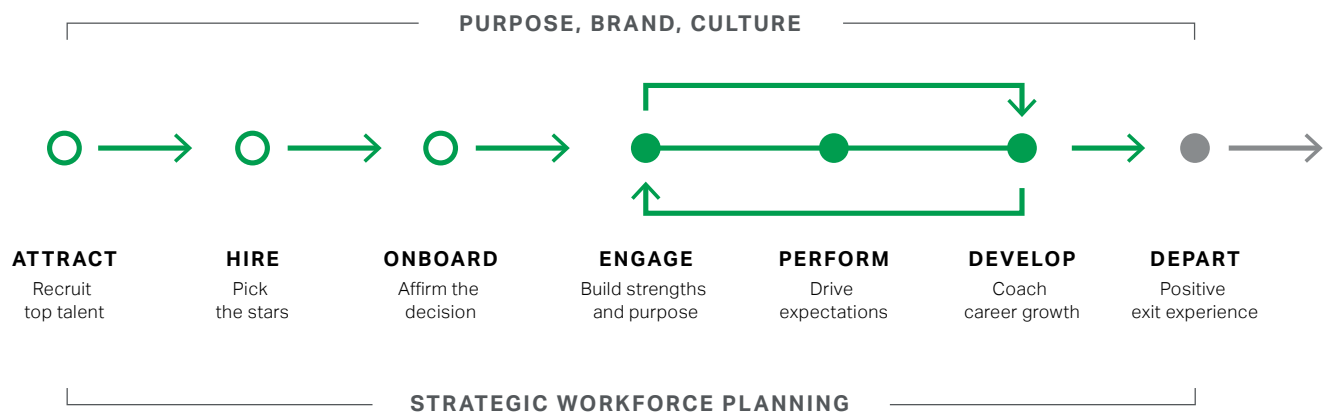 PURPOSE, BRAND, CULTURE
ATTRACT
Recruit
top talent
HIRE
Pick
the stars
ONBOARD
Affirm the
decision
ENGAGE
Build strengths
and purpose
PERFORM
Drive
expectations
DEVELOP
Coach
career growth
DEPART
Positive
exit experience
STRATEGIC WORKFORCE PLANNING